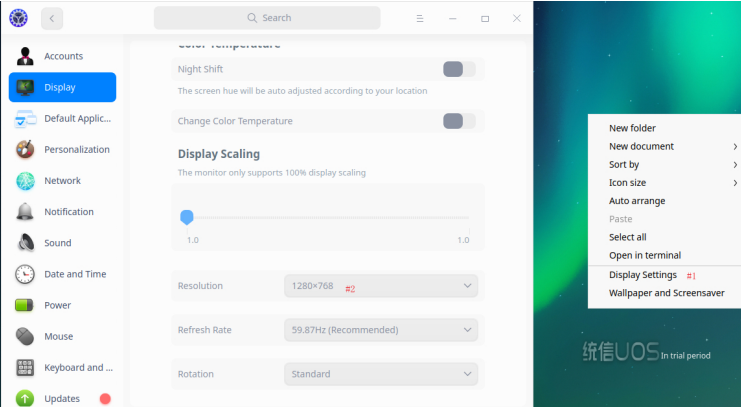 Search
Accounts
Display
Default Applic...
Personalization
Network
Notification
Sound
Date and Time
Power
Mouse
Keyboard and ...
Updates
Color Temperature
Night Shift
The screen hue will be auto adjusted according to your location
Change Color Temperature
Display Scaling
The monitor only supports 100% display scaling
1.0 1.0
Resolution 1280×768 #2
Refresh Rate 59.87Hz (Recommended)
Rotation Standard
New folder
New document
Sort by
Icon size
Auto arrange
Paste
Select all
Open in terminal
Display Settings #1
Wallpaper and Screensaver
统信UOS In trial period